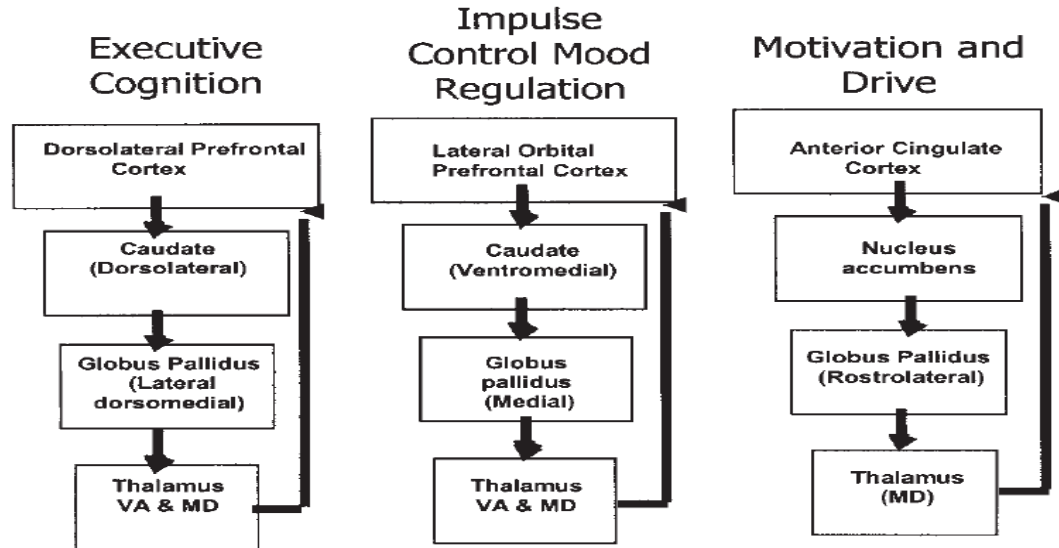 Executive
Cognition
Dorsolateral Prefrontal
Cortex
Caudate
(Dorsolateral)
Globus Pallidus
(Lateral
dorsomedial)
Thalamus
VA & MD
Impulse
Control Mood
Regulation
Lateral Orbital
Prefrontal Cortex
Caudate
(Ventromedial)
Globus
pallidus
(Medial)
Thalamus
VA & MD
Motivation and
Drive
Anterior Cingulate
Cortex
Nucleus
accumbens
Globus Pallidus
(Rostrolateral)
Thalamus
(MD)